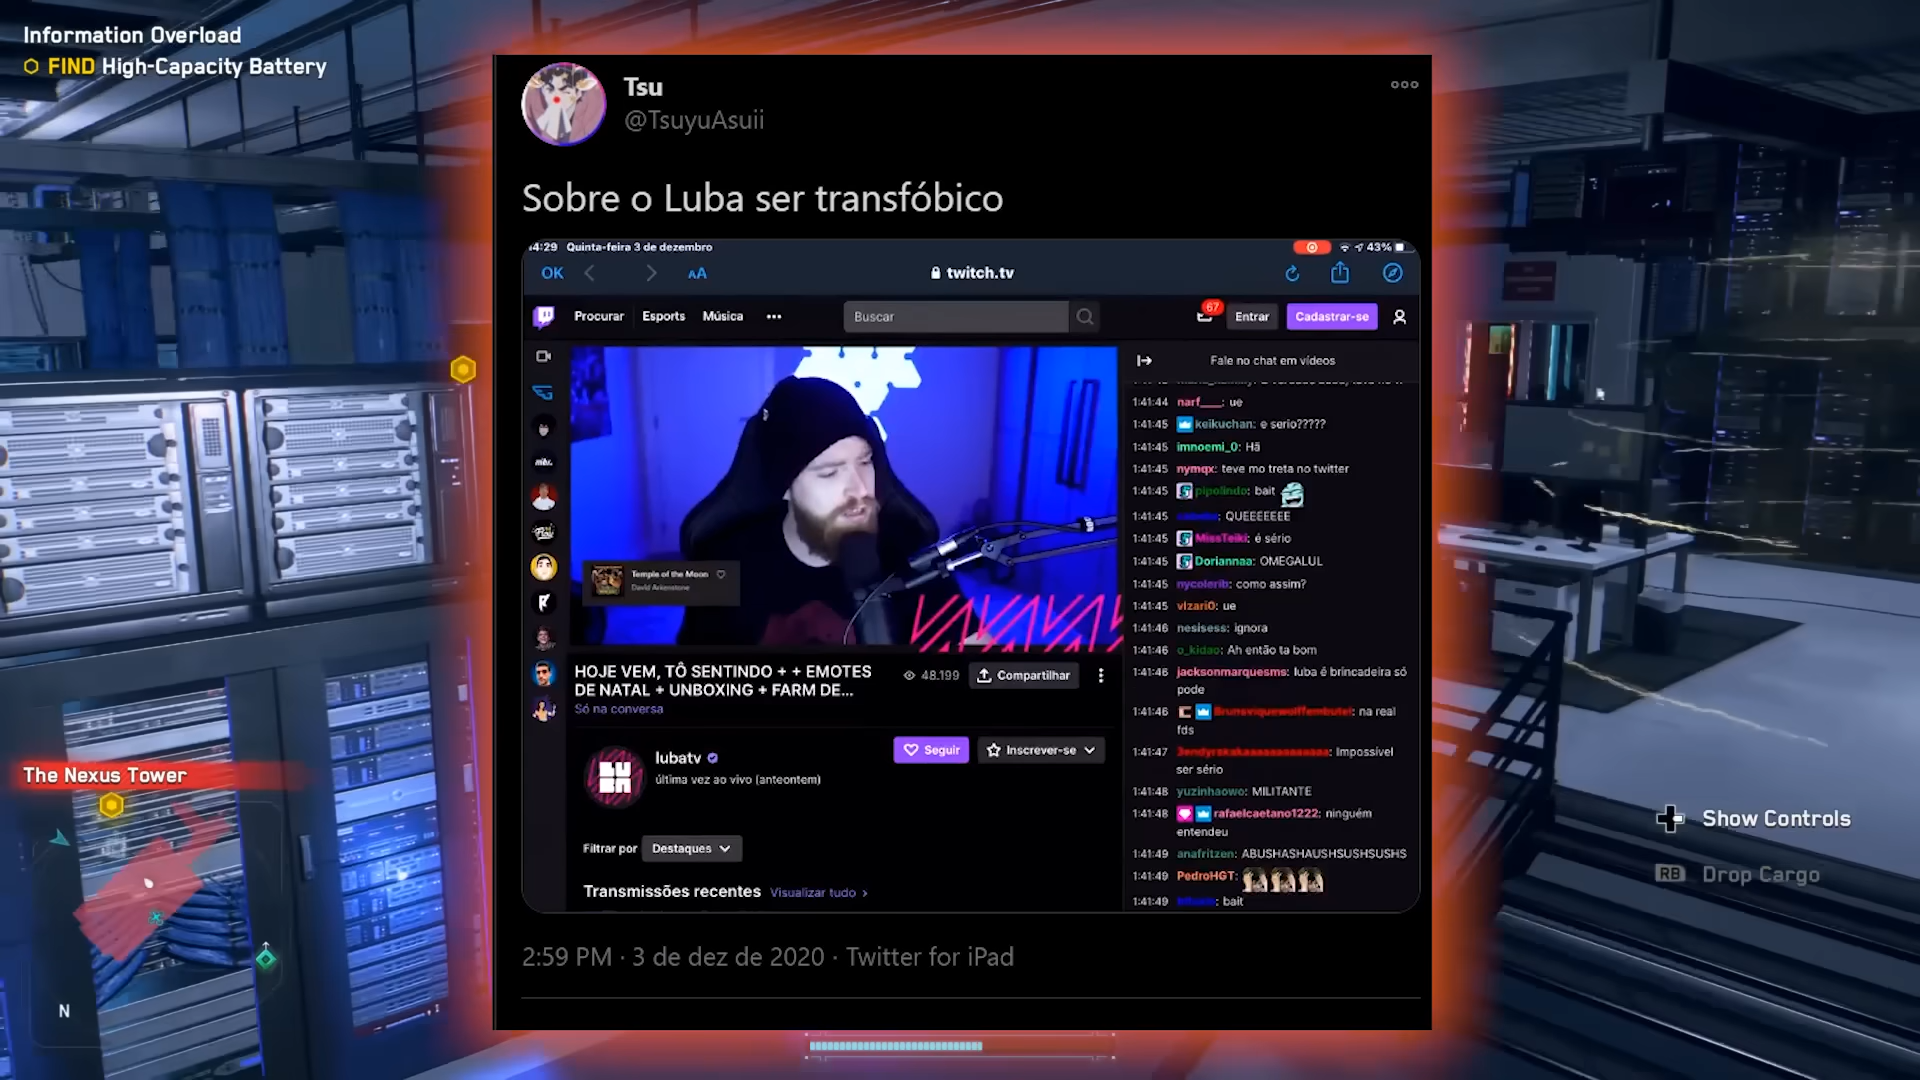 Information Overload
FIND High-Capacity Battery
Tsu
@TsuyuAsuii
Sobre o Luba ser transfóbico
14:29 Quinta-feira 3 de dezembro
43%
OK
AA
twitch.tv
Procurar
Esports
Música
Buscar
67
Entrar
Cadastrar-se
Fale no chat em vídeos
1:41:44 narf___: ue
1:41:45 keikuchan: e serio?????
1:41:45 imnoemi_0: Hã
1:41:45 nymqx: teve mo treta no twitter
1:41:45 pipolindo: bait
1:41:45 QUEEEEEEE
1:41:45 MissTeiki: é sério
1:41:45 Doriannaa: OMEGALUL
1:41:45 nycolerib: como assim?
1:41:45 vizari0: ue
1:41:46 nesisess: ignora
1:41:46 o_kidao: Ah então ta bom
1:41:46 jacksonmarquesms: luba é brincadeira só
pode
1:41:46 Brunsviquewolffembutel: na real
fds
1:41:47 Impossível
ser sério
1:41:48 yuzinhaowo: MILITANTE
1:41:48 rafaelcaetano1222: ninguém
entendeu
1:41:49 anafritzen: ABUSHASHAUSHSUSHSUSHS
1:41:49 PedroHGT:
1:41:49 bait
Temple of the Moon
David Arkenstone
HOJE VEM, TÔ SENTINDO + + EMOTES
DE NATAL + UNBOXING + FARM DE...
48.199
Compartilhar
Só na conversa
LU
BA
lubatv
última vez ao vivo (anteontem)
Seguir
Inscrever-se
Filtrar por
Destaques
Transmissões recentes
Visualizar tudo
2:59 PM · 3 de dez de 2020 · Twitter for iPad
The Nexus Tower
N
Show Controls
RB Drop Cargo